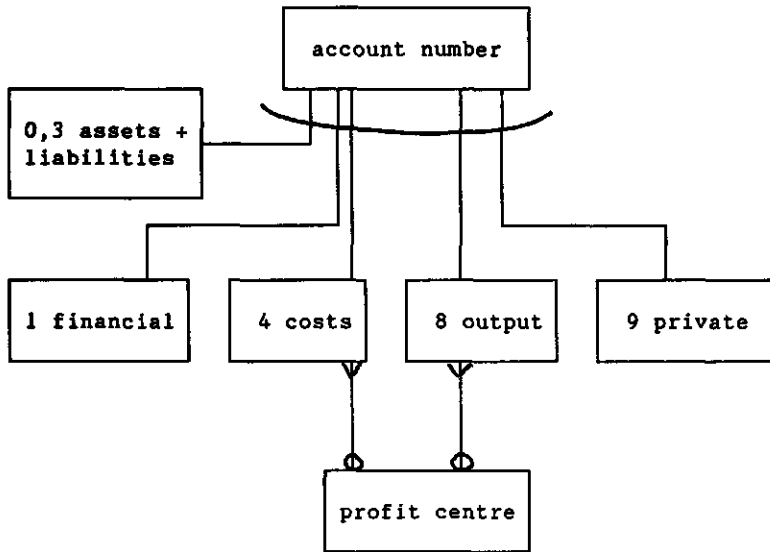 account number
0,3 assets +
liabilities
1 financial
4 costs
8 output
9 private
profit centre